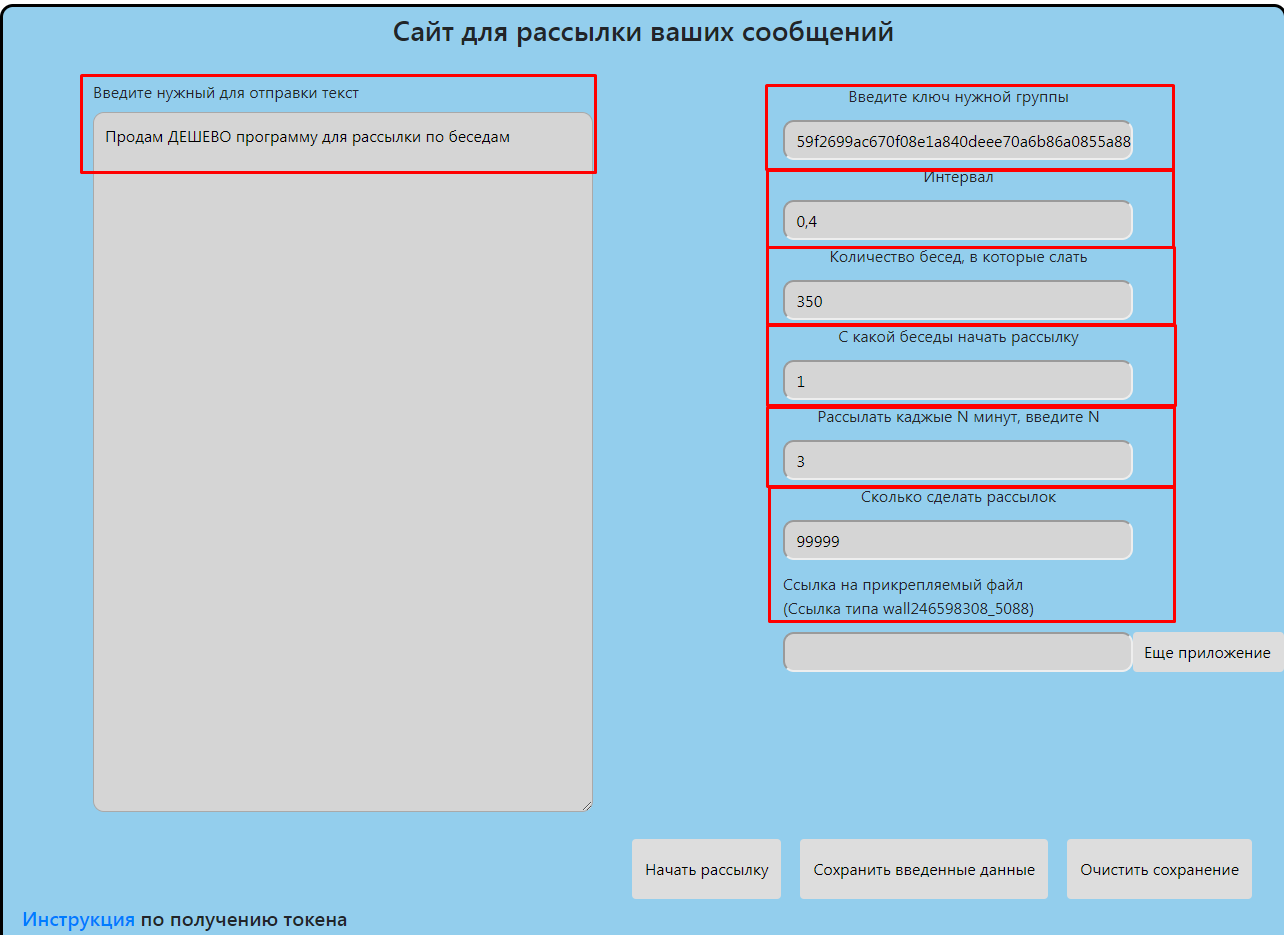 Сайт для рассылки ваших сообщений
Введите нужный для отправки текст
Продам ДЕШЕВО программу для рассылки по беседам
Введите ключ нужной группы
59f2699ac670f08e1a840deee70a6b86a0855a88
Интервал
0,4
Количество бесед, в которые слать
350
С какой беседы начать рассылку
1
Рассылать каджые N минут, введите N
3
Сколько сделать рассылок
99999
Ссылка на прикрепляемый файл
(Ссылка типа wall246598308_5088)
Еще приложение
Начать рассылку
Сохранить введенные данные
Очистить сохранение
Инструкция по получению токена